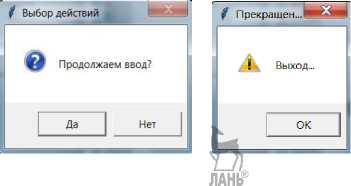 Выбор действий
Продолжаем ввод?
Да
Нет
Прекращен...
Выход...
OK
ЛАНЬ®